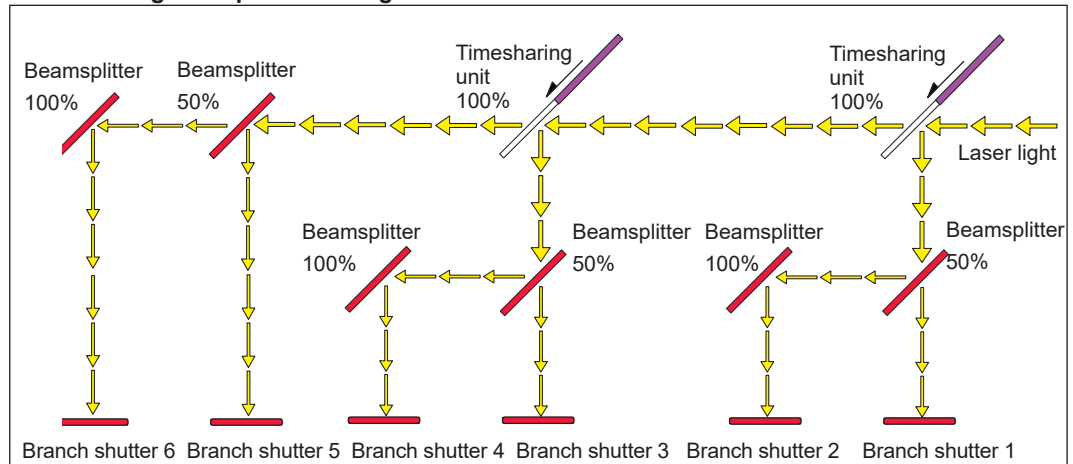 Beamsplitter
100%
Beamsplitter
50%
Timesharing
unit
100%
Timesharing
unit
100%
Laser light
Beamsplitter
100%
Beamsplitter
50%
Beamsplitter
100%
Beamsplitter
50%
Branch shutter 6 Branch shutter 5 Branch shutter 4 Branch shutter 3 Branch shutter 2 Branch shutter 1